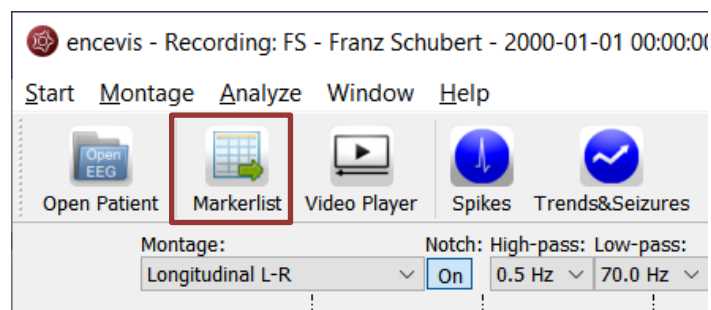 encevis - Recording: FS - Franz Schubert - 2000-01-01 00:00:00
Start Montage Analyze Window Help
Open EEG
Open Patient Markerlist Video Player Spikes Trends&Seizures
Montage: Notch: High-pass: Low-pass:
Longitudinal L-R On 0.5 Hz 70.0 Hz